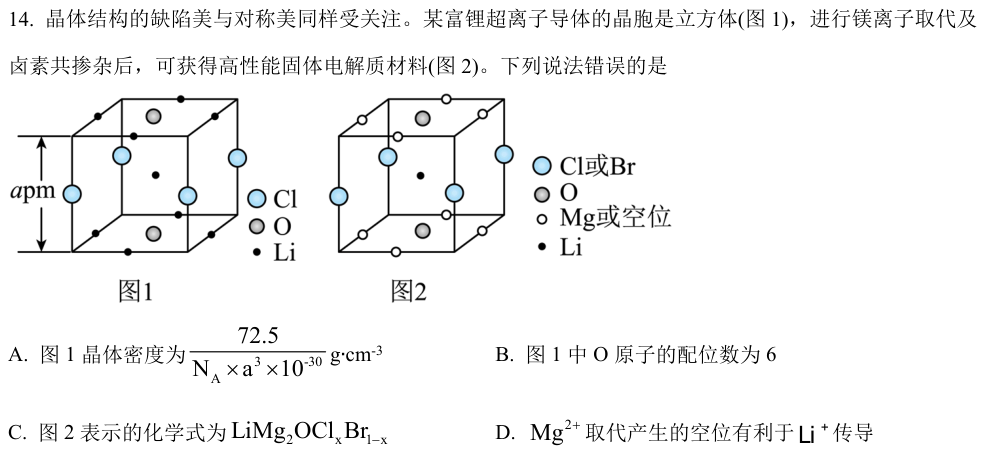 14. 晶体结构的缺陷美与对称美同样受关注。某富锂超离子导体的晶胞是立方体(图 1)，进行镁离子取代及
卤素共掺杂后，可获得高性能固体电解质材料(图 2)。下列说法错误的是
apm
Cl
O
Li
图1
Cl或Br
O
Mg或空位
Li
图2
A. 图 1 晶体密度为 72.5/(N_A×a³×10⁻³⁰) g·cm⁻³
B. 图 1 中 O 原子的配位数为 6
C. 图 2 表示的化学式为 LiMg₂OClₓBr₁₋ₓ
D. Mg²⁺ 取代产生的空位有利于 Li⁺ 传导